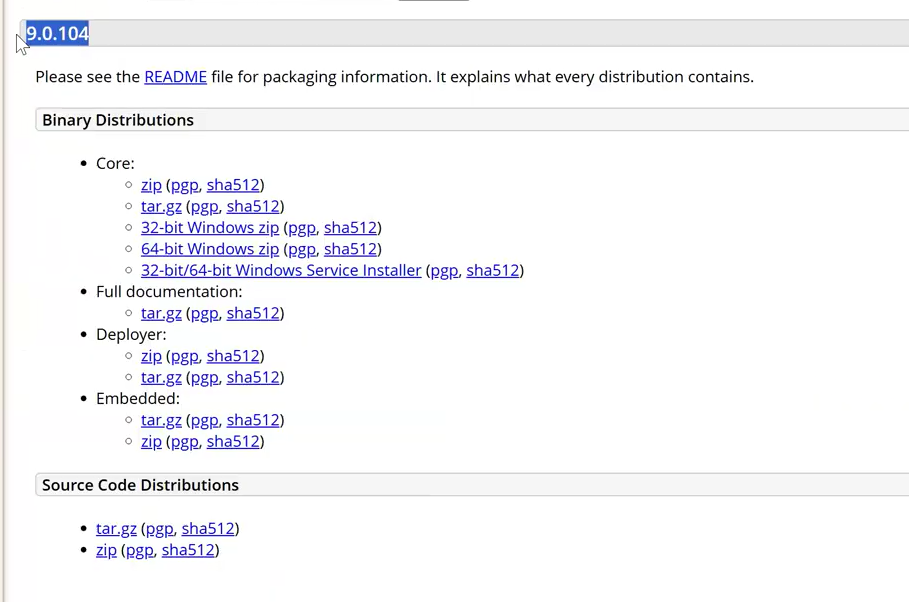 9.0.104
Please see the README file for packaging information. It explains what every distribution contains.
Binary Distributions
Core:
zip (pgp, sha512)
tar.gz (pgp, sha512)
32-bit Windows zip (pgp, sha512)
64-bit Windows zip (pgp, sha512)
32-bit/64-bit Windows Service Installer (pgp, sha512)
Full documentation:
tar.gz (pgp, sha512)
Deployer:
zip (pgp, sha512)
tar.gz (pgp, sha512)
Embedded:
tar.gz (pgp, sha512)
zip (pgp, sha512)
Source Code Distributions
tar.gz (pgp, sha512)
zip (pgp, sha512)